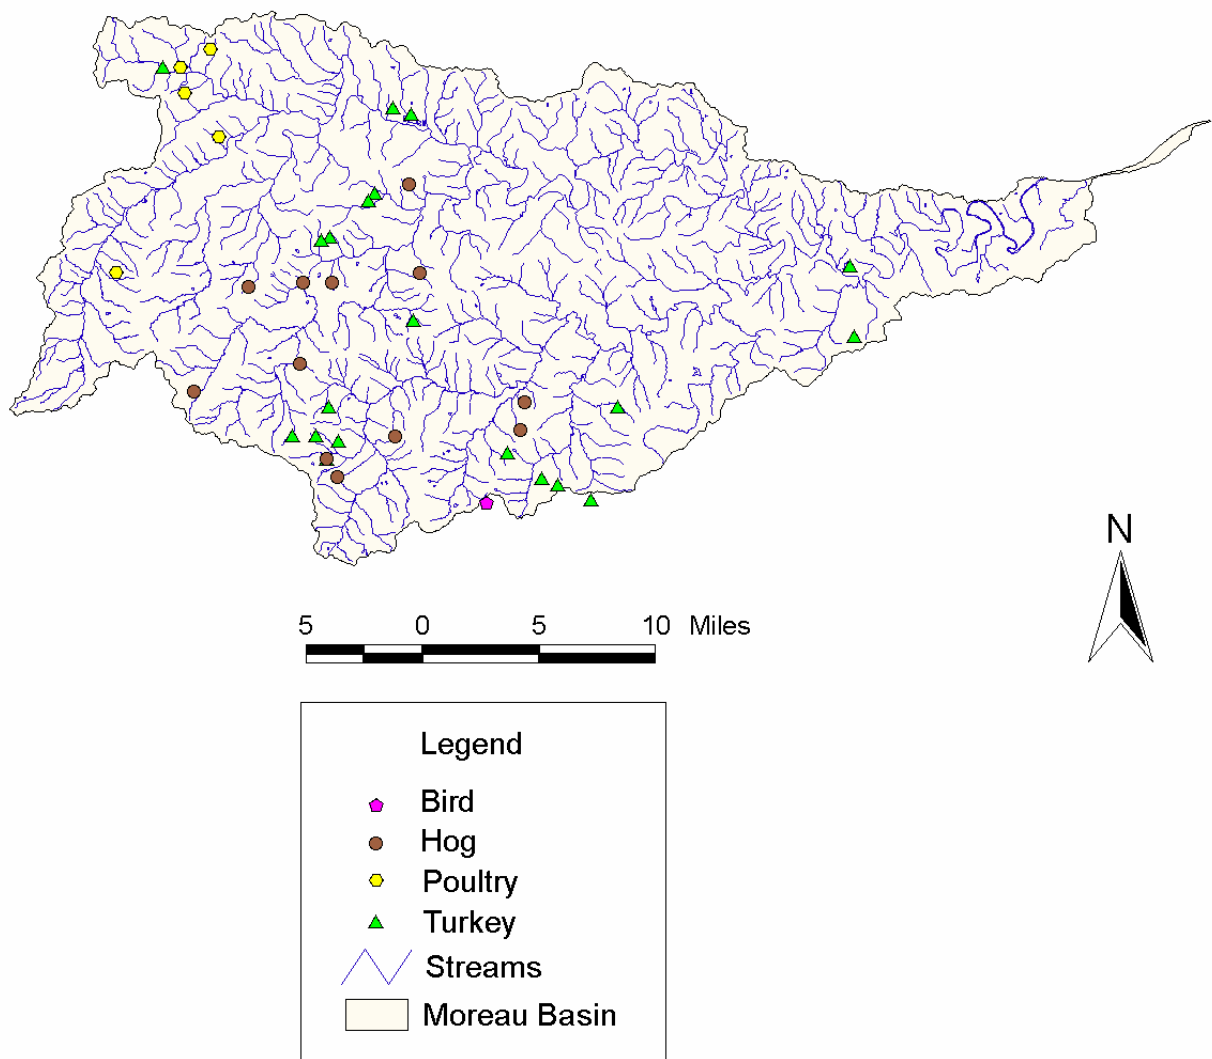 N
5 0 5 10 Miles
Legend
Bird
Hog
Poultry
Turkey
Streams
Moreau Basin